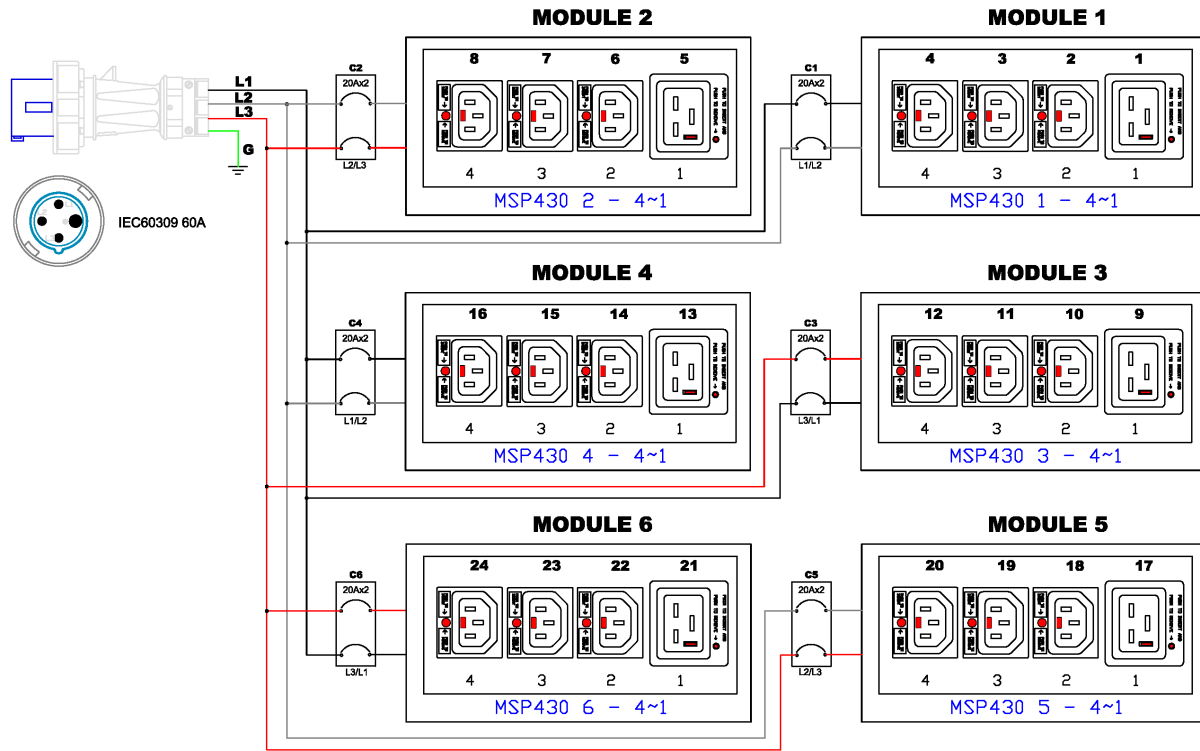 MODULE 2
MODULE 1
C2
20Ax2
L2/L3
8 7 6 5
4 3 2 1
MSP430 2 - 4~1
C1
20Ax2
L1/L2
4 3 2 1
4 3 2 1
MSP430 1 - 4~1
L1
L2
L3
G
IEC60309 60A
MODULE 4
MODULE 3
C4
20Ax2
L1/L2
16 15 14 13
4 3 2 1
MSP430 4 - 4~1
C3
20Ax2
L3/L1
12 11 10 9
4 3 2 1
MSP430 3 - 4~1
MODULE 6
MODULE 5
C6
20Ax2
L3/L1
24 23 22 21
4 3 2 1
MSP430 6 - 4~1
C5
20Ax2
L2/L3
20 19 18 17
4 3 2 1
MSP430 5 - 4~1